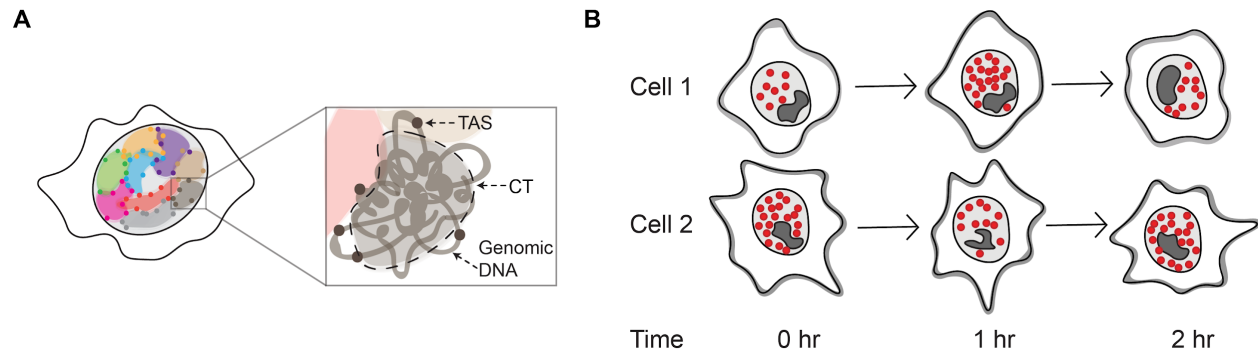 A
TAS
CT
Genomic
DNA
B
Cell 1
Cell 2
Time 0 hr 1 hr 2 hr